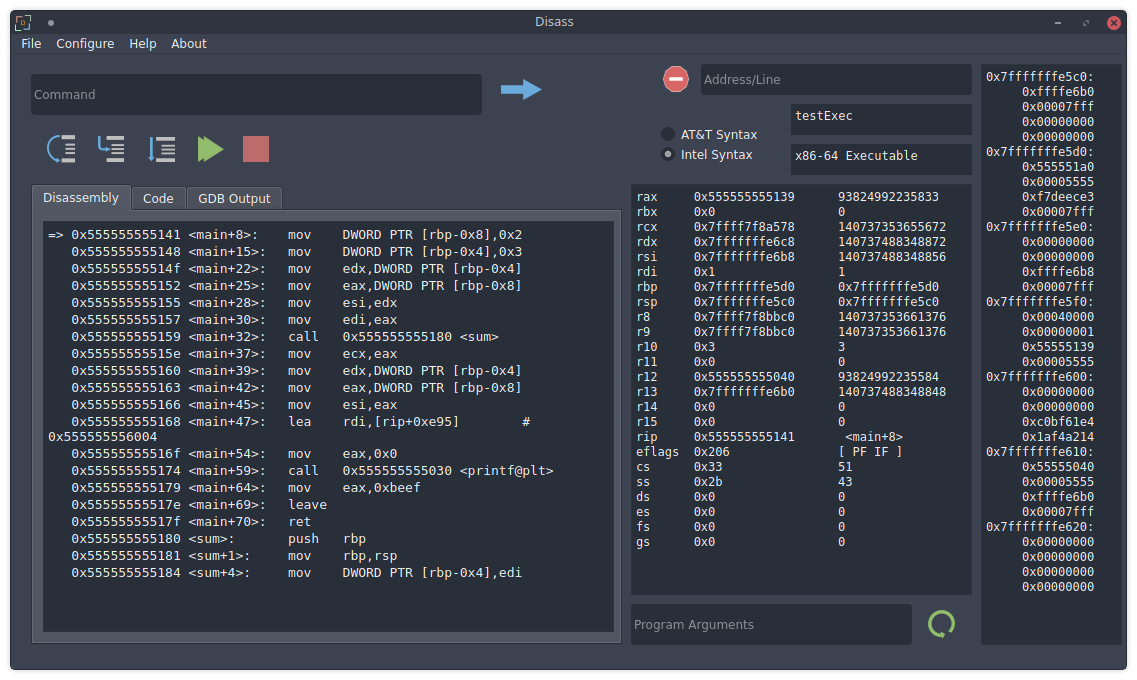 Disass
File Configure Help About
Command
Address/Line
testExec
AT&T Syntax
Intel Syntax
x86-64 Executable
Disassembly Code GDB Output
=> 0x555555555141 <main+8>: mov DWORD PTR [rbp-0x8],0x2
0x555555555148 <main+15>: mov DWORD PTR [rbp-0x4],0x3
0x55555555514f <main+22>: mov edx,DWORD PTR [rbp-0x4]
0x555555555152 <main+25>: mov eax,DWORD PTR [rbp-0x8]
0x555555555155 <main+28>: mov esi,edx
0x555555555157 <main+30>: mov edi,eax
0x555555555159 <main+32>: call 0x555555555180 <sum>
0x55555555515e <main+37>: mov ecx,eax
0x555555555160 <main+39>: mov edx,DWORD PTR [rbp-0x4]
0x555555555163 <main+42>: mov eax,DWORD PTR [rbp-0x8]
0x555555555166 <main+45>: mov esi,eax
0x555555555168 <main+47>: lea rdi,[rip+0xe95] #
0x555555556004
0x55555555516f <main+54>: mov eax,0x0
0x555555555174 <main+59>: call 0x555555555030 <printf@plt>
0x555555555179 <main+64>: mov eax,0xbeef
0x55555555517e <main+69>: leave
0x55555555517f <main+70>: ret
0x555555555180 <sum>: push rbp
0x555555555181 <sum+1>: mov rbp,rsp
0x555555555184 <sum+4>: mov DWORD PTR [rbp-0x4],edi
rax 0x555555555139 93824992235833
rbx 0x0 0
rcx 0x7ffff7f8a578 140737353655672
rdx 0x7fffffffe6c8 140737488348872
rsi 0x7fffffffe6b8 140737488348856
rdi 0x1 1
rbp 0x7fffffffe5d0 0x7fffffffe5d0
rsp 0x7fffffffe5c0 0x7fffffffe5c0
r8 0x7ffff7f8bbc0 140737353661376
r9 0x7ffff7f8bbc0 140737353661376
r10 0x3 3
r11 0x0 0
r12 0x555555555040 93824992235584
r13 0x7fffffffe6b0 140737488348848
r14 0x0 0
r15 0x0 0
rip 0x555555555141 <main+8>
eflags 0x206 [ PF IF ]
cs 0x33 51
ss 0x2b 43
ds 0x0 0
es 0x0 0
fs 0x0 0
gs 0x0 0
Program Arguments
0x7fffffffe5c0:
0xffffe6b0
0x00007fff
0x00000000
0x00000000
0x7fffffffe5d0:
0x555551a0
0x00005555
0xf7deece3
0x00007fff
0x7fffffffe5e0:
0x00000000
0x00000000
0xffffe6b8
0x00007fff
0x7fffffffe5f0:
0x00040000
0x00000001
0x55555139
0x00005555
0x7fffffffe600:
0x00000000
0x00000000
0xc0bf61e4
0x1af4a214
0x7fffffffe610:
0x55555040
0x00005555
0xffffe6b0
0x00007fff
0x7fffffffe620:
0x00000000
0x00000000
0x00000000
0x00000000